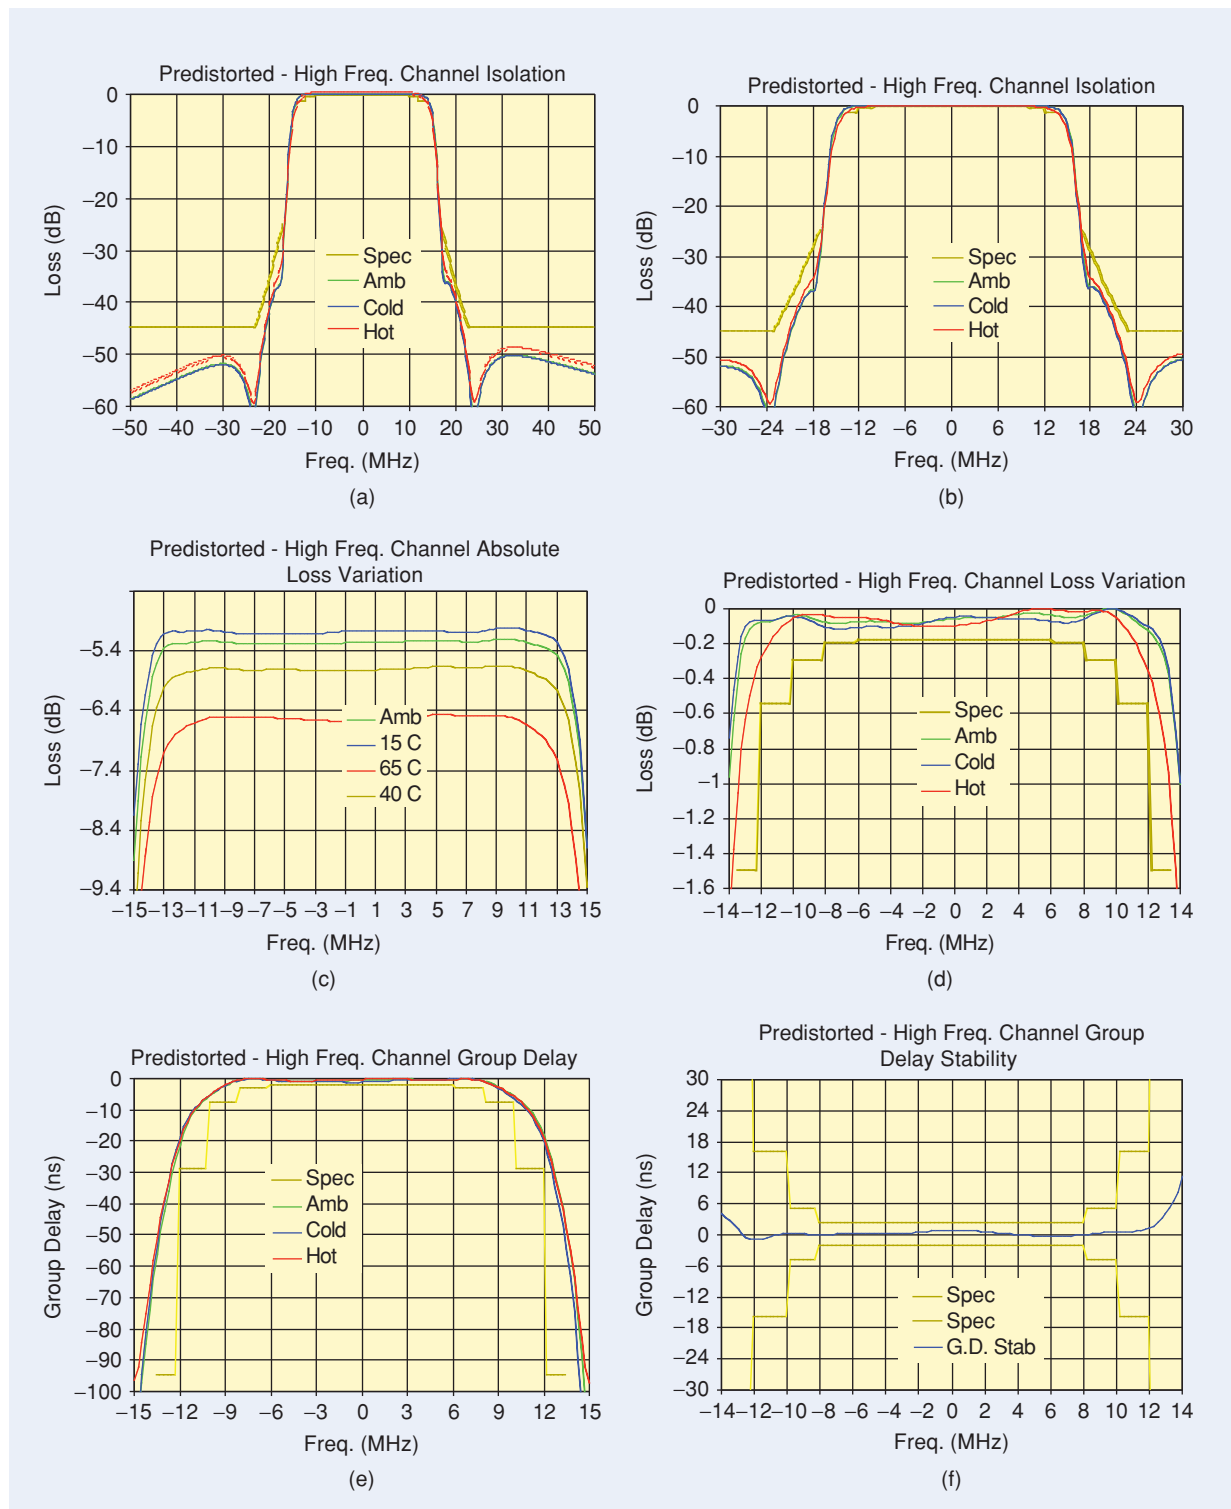 Predistorted - High Freq. Channel Isolation
0
–10
–20
–30
–40
–50
–60
Loss (dB)
Spec
Amb
Cold
Hot
–50 –40 –30 –20 –10 0 10 20 30 40 50
Freq. (MHz)
(a)
Predistorted - High Freq. Channel Isolation
0
–10
–20
–30
–40
–50
–60
Loss (dB)
Spec
Amb
Cold
Hot
–30 –24 –18 –12 –6 0 6 12 18 24 30
Freq. (MHz)
(b)
Predistorted - High Freq. Channel Absolute
Loss Variation
–5.4
–6.4
–7.4
–8.4
–9.4
Loss (dB)
Amb
15 C
65 C
40 C
–15 –13 –11 –9 –7 –5 –3 –1 1 3 5 7 9 11 13 15
Freq. (MHz)
(c)
Predistorted - High Freq. Channel Loss Variation
0
–0.2
–0.4
–0.6
–0.8
–1
–1.2
–1.4
–1.6
Loss (dB)
Spec
Amb
Cold
Hot
–14 –12 –10 –8 –6 –4 –2 0 2 4 6 8 10 12 14
Freq. (MHz)
(d)
Predistorted - High Freq. Channel Group Delay
0
–10
–20
–30
–40
–50
–60
–70
–80
–90
–100
Group Delay (ns)
Spec
Amb
Cold
Hot
–15 –12 –9 –6 –3 0 3 6 9 12 15
Freq. (MHz)
(e)
Predistorted - High Freq. Channel Group
Delay Stability
30
24
18
12
6
0
–6
–12
–18
–24
–30
Group Delay (ns)
Spec
Spec
G.D. Stab
–14 –12 –10 –8 –6 –4 –2 0 2 4 6 8 10 12 14
Freq. (MHz)
(f)